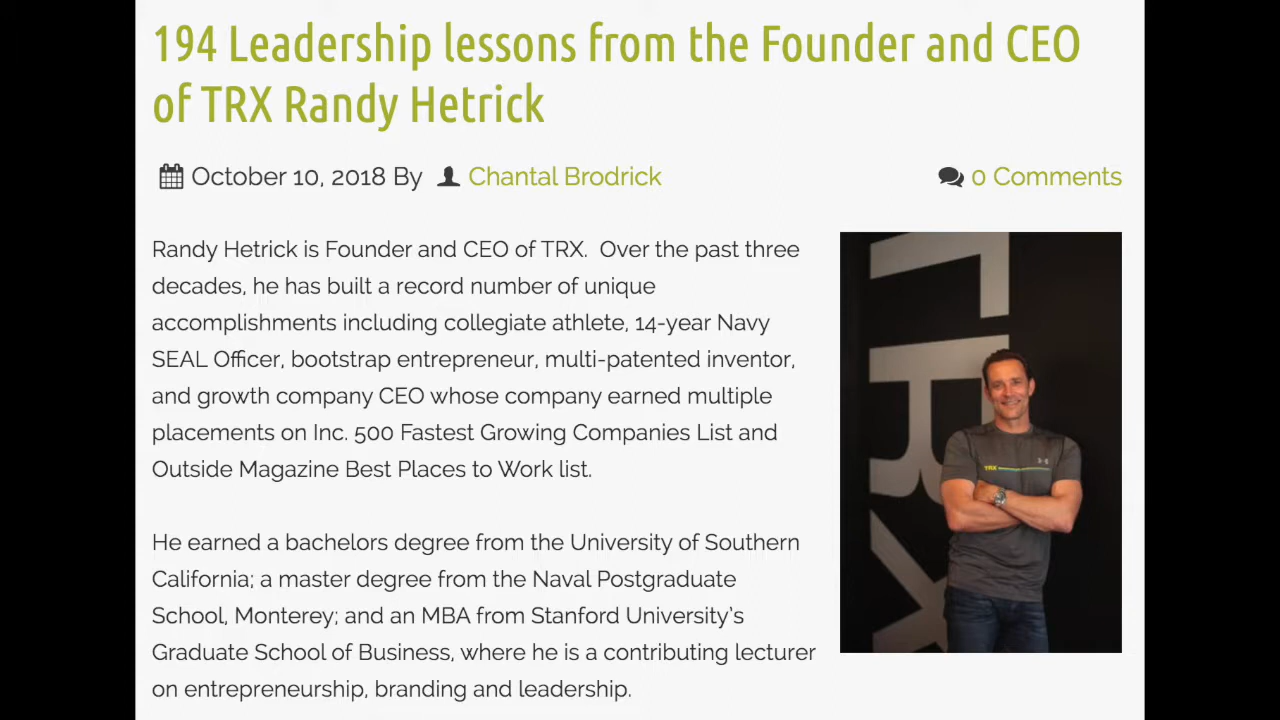 194 Leadership lessons from the Founder and CEO
of TRX Randy Hetrick
October 10, 2018 By Chantal Brodrick
0 Comments
Randy Hetrick is Founder and CEO of TRX. Over the past three
decades, he has built a record number of unique
accomplishments including collegiate athlete, 14-year Navy
SEAL Officer, bootstrap entrepreneur, multi-patented inventor,
and growth company CEO whose company earned multiple
placements on Inc. 500 Fastest Growing Companies List and
Outside Magazine Best Places to Work list.
He earned a bachelors degree from the University of Southern
California; a master degree from the Naval Postgraduate
School, Monterey; and an MBA from Stanford University's
Graduate School of Business, where he is a contributing lecturer
on entrepreneurship, branding and leadership.
TRX
TRX